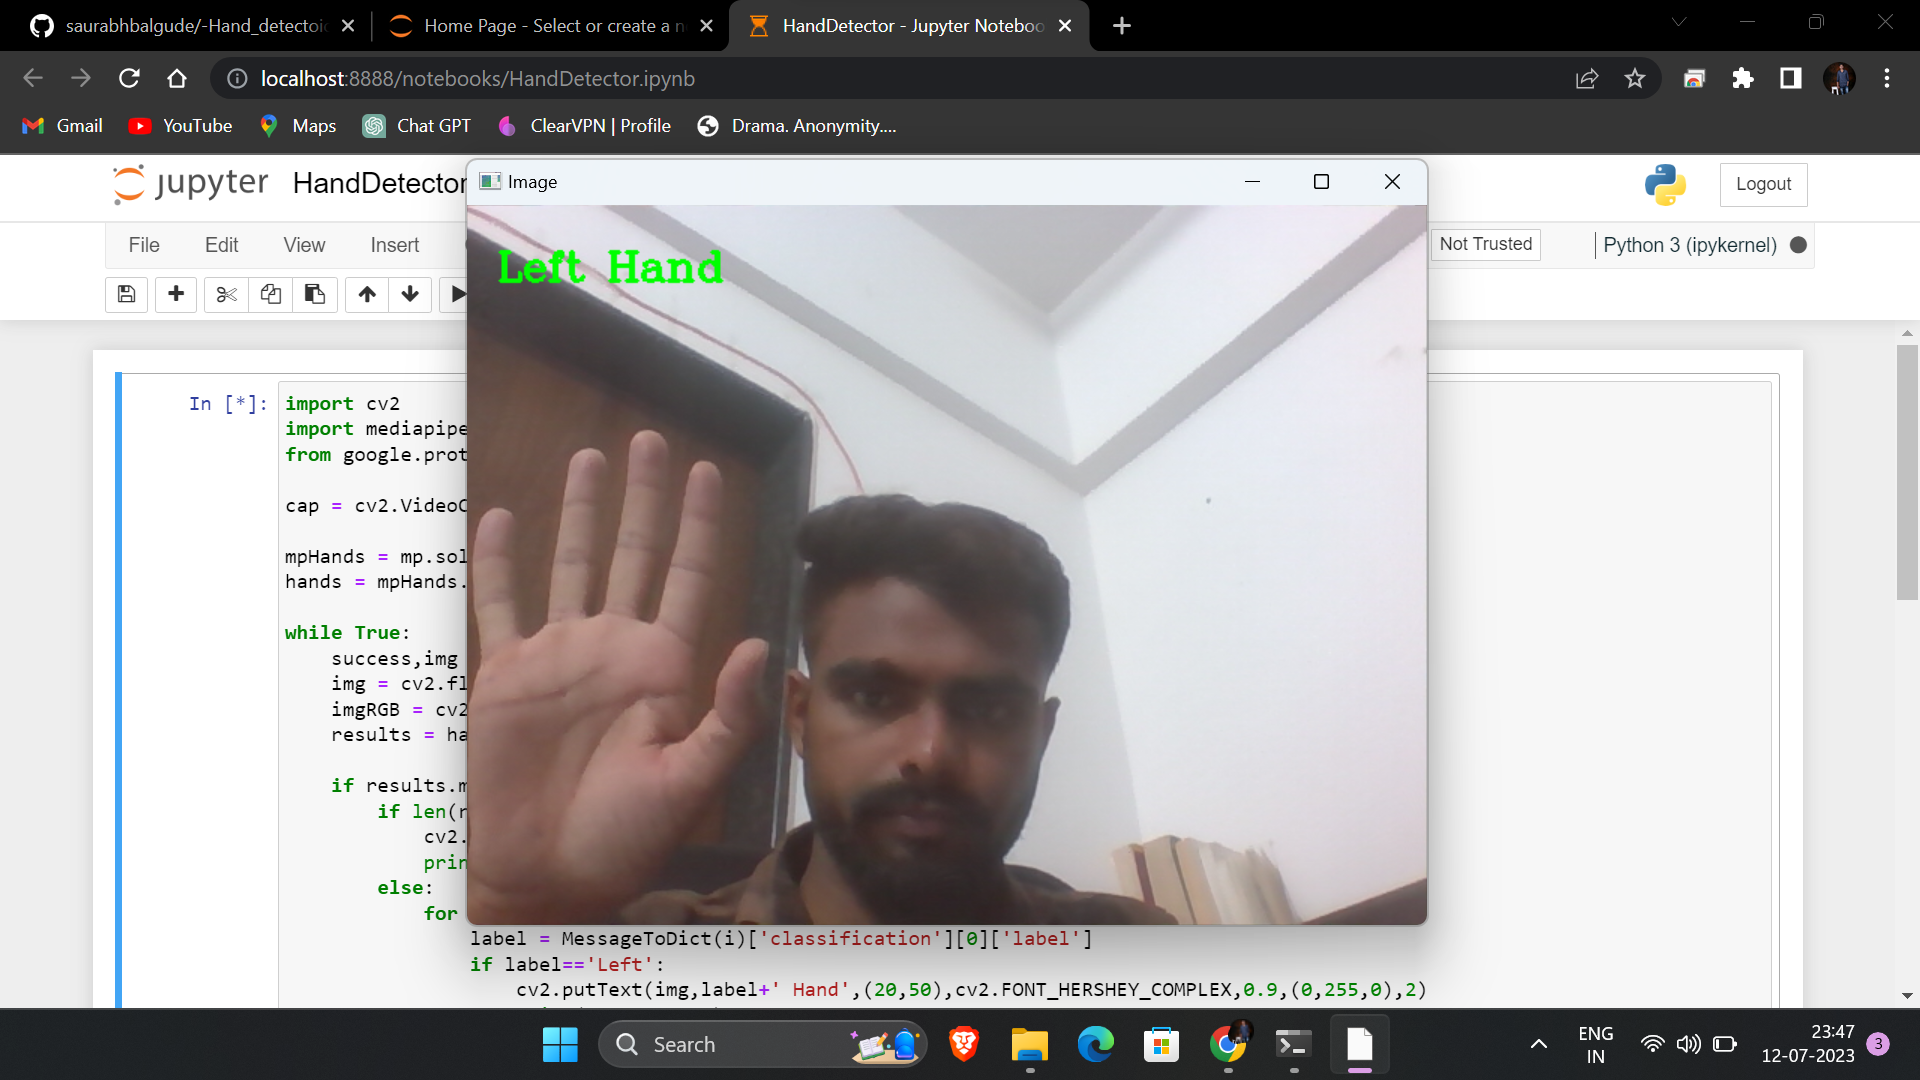 saurabhbalgude/-Hand_detectoi
Home Page - Select or create a n
HandDetector - Jupyter Noteboo
localhost:8888/notebooks/HandDetector.ipynb
Gmail
YouTube
Maps
Chat GPT
ClearVPN | Profile
Drama. Anonymity....
jupyter
HandDetector
Image
Logout
File
Edit
View
Insert
Not Trusted
Python 3 (ipykernel)
Left Hand
In [*]:
import cv2
import mediapipe
from google.prot
cap = cv2.VideoC
mpHands = mp.sol
hands = mpHands.
while True:
success,img
img = cv2.fl
imgRGB = cv2
results = ha
if results.m
if len(r
cv2.
prin
else:
for
label = MessageToDict(i)['classification'][0]['label']
if label=='Left':
cv2.putText(img,label+' Hand',(20,50),cv2.FONT_HERSHEY_COMPLEX,0.9,(0,255,0),2)
Search
ENG
IN
23:47
12-07-2023
3